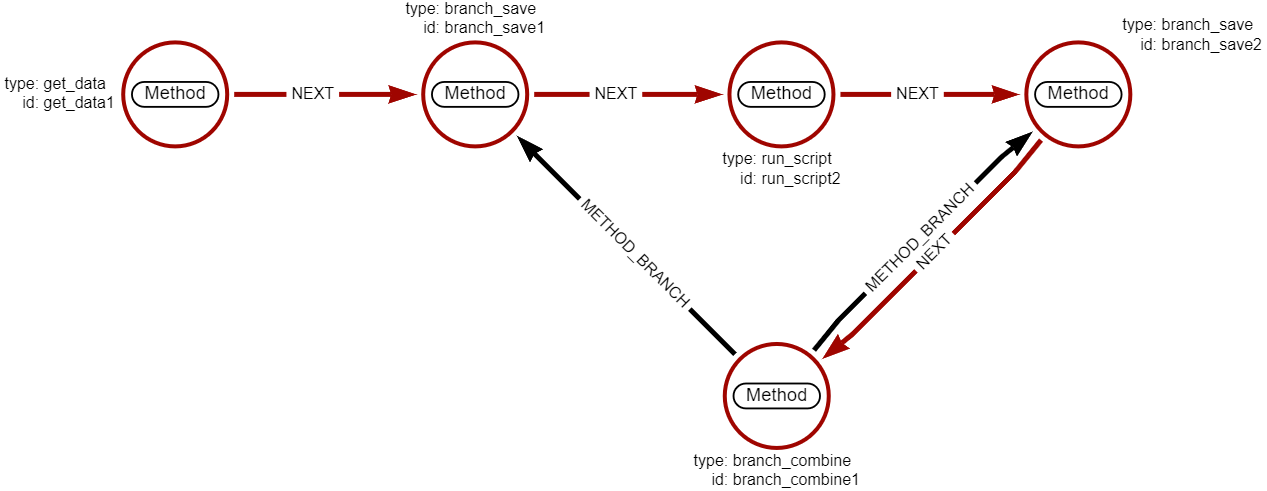 type: branch_save
id: branch_save1
type: branch_save
id: branch_save2
type: get_data
id: get_data1
Method
NEXT
Method
NEXT
Method
NEXT
Method
type: run_script
id: run_script2
METHOD_BRANCH
METHOD_BRANCH
NEXT
Method
type: branch_combine
id: branch_combine1